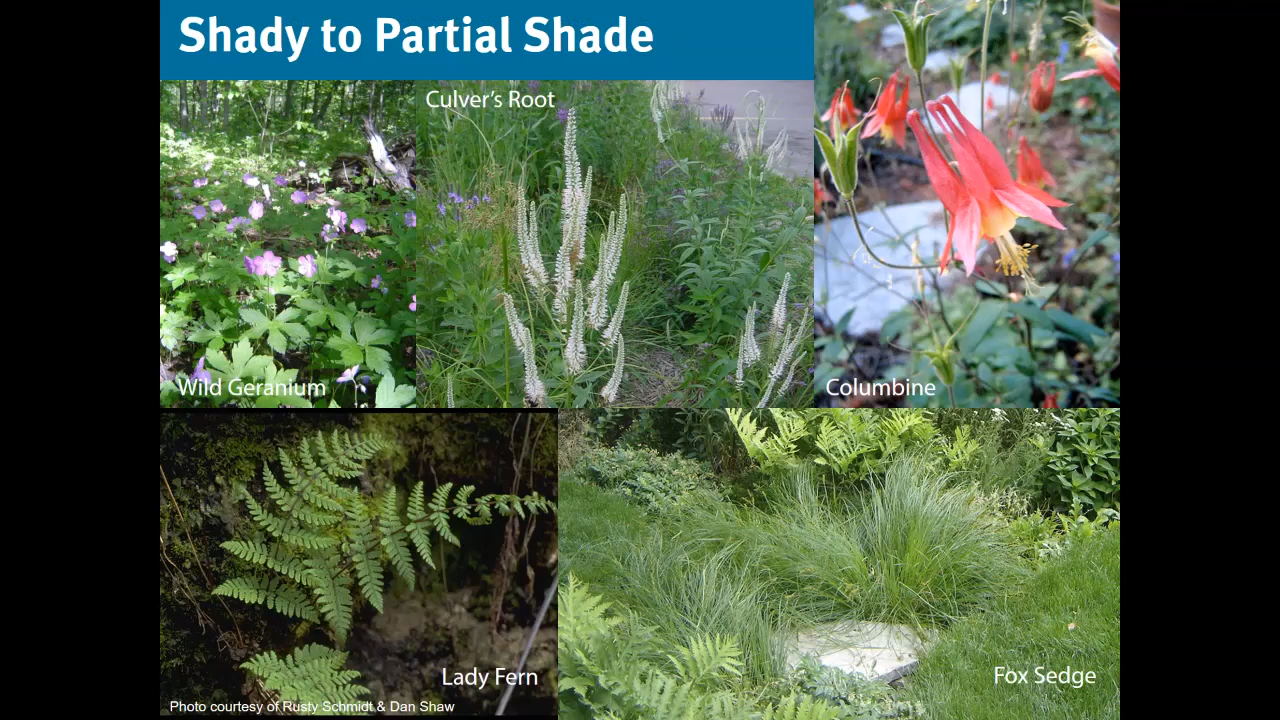 Shady to Partial Shade
Culver's Root
Wild Geranium
Columbine
Lady Fern
Fox Sedge
Photo courtesy of Rusty Schmidt & Dan Shaw